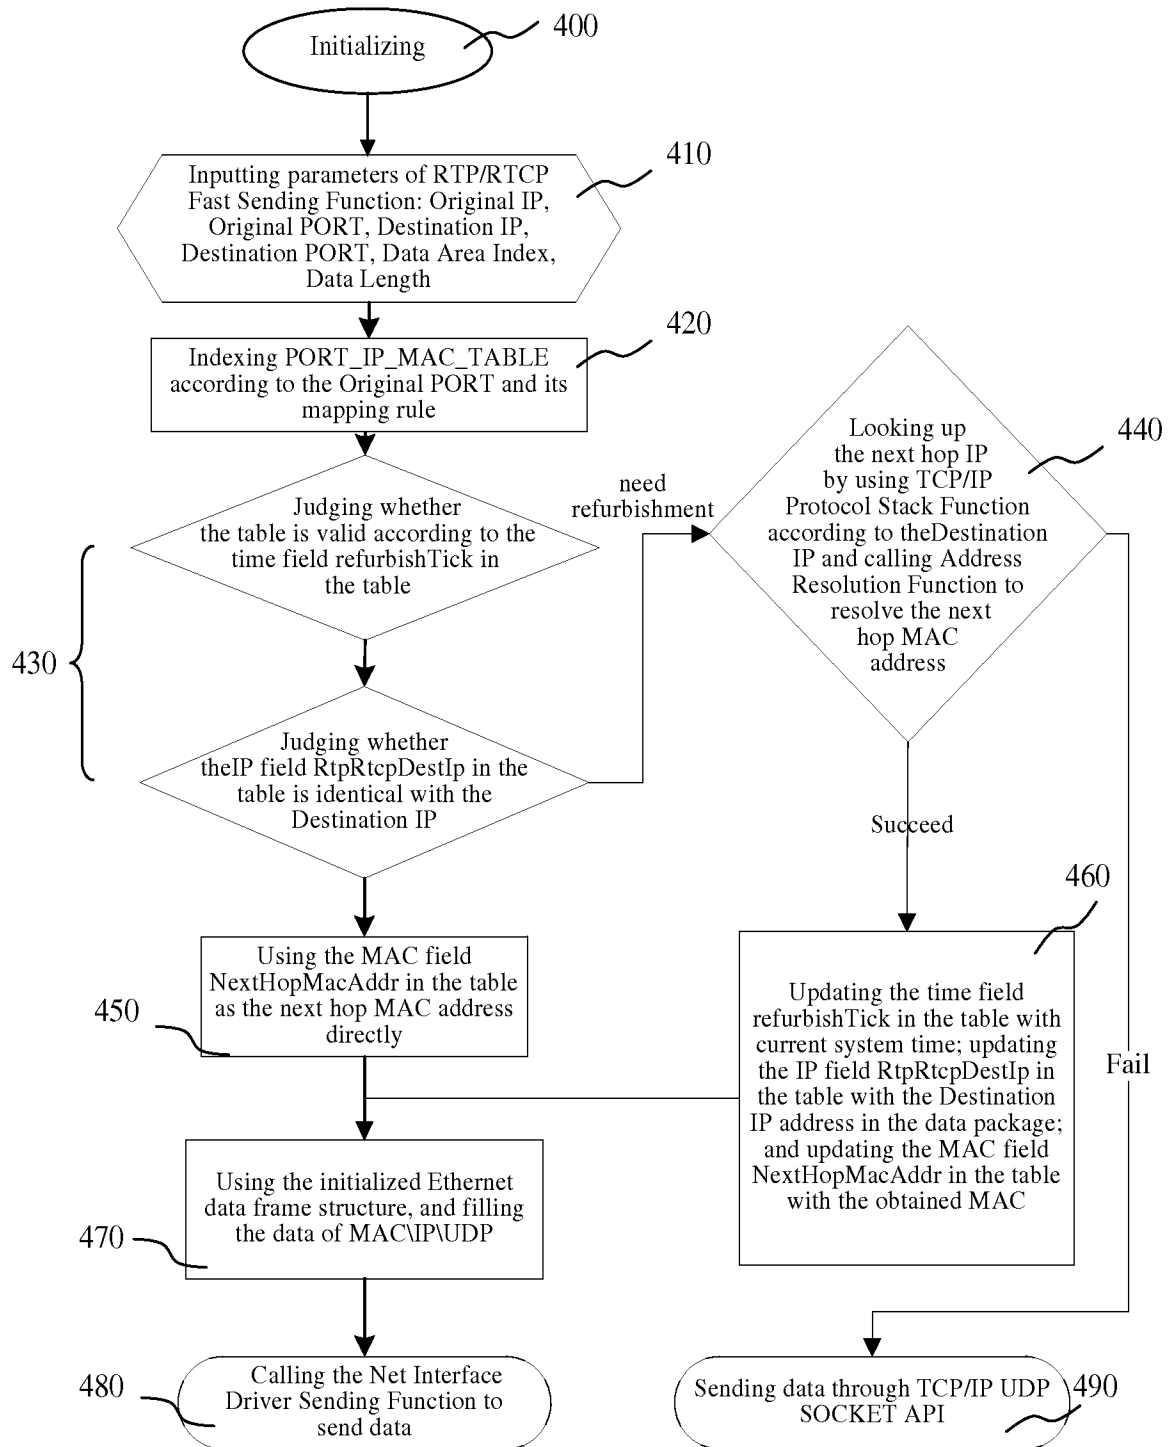 Initializing
400
Inputting parameters of RTP/RTCP
Fast Sending Function: Original IP,
Original PORT, Destination IP,
Destination PORT, Data Area Index,
Data Length
410
Indexing PORT_IP_MAC_TABLE
according to the Original PORT and its
mapping rule
420
Judging whether
the table is valid according to the
time field refurbishTick in
the table
430
Judging whether
theIP field RtpRtcpDestIp in the
table is identical with the
Destination IP
need
refurbishment
Looking up
the next hop IP
by using TCP/IP
Protocol Stack Function
according to theDestination
IP and calling Address
Resolution Function to
resolve the next
hop MAC
address
440
Succeed
Fail
Using the MAC field
NextHopMacAddr in the table
as the next hop MAC address
directly
450
460
Updating the time field
refurbishTick in the table with
current system time; updating
the IP field RtpRtcpDestIp in
the table with the Destination
IP address in the data package;
and updating the MAC field
NextHopMacAddr in the table
with the obtained MAC
Using the initialized Ethernet
data frame structure, and filling
the data of MAC\IP\UDP
470
Calling the Net Interface
Driver Sending Function to
send data
480
Sending data through TCP/IP UDP
SOCKET API
490